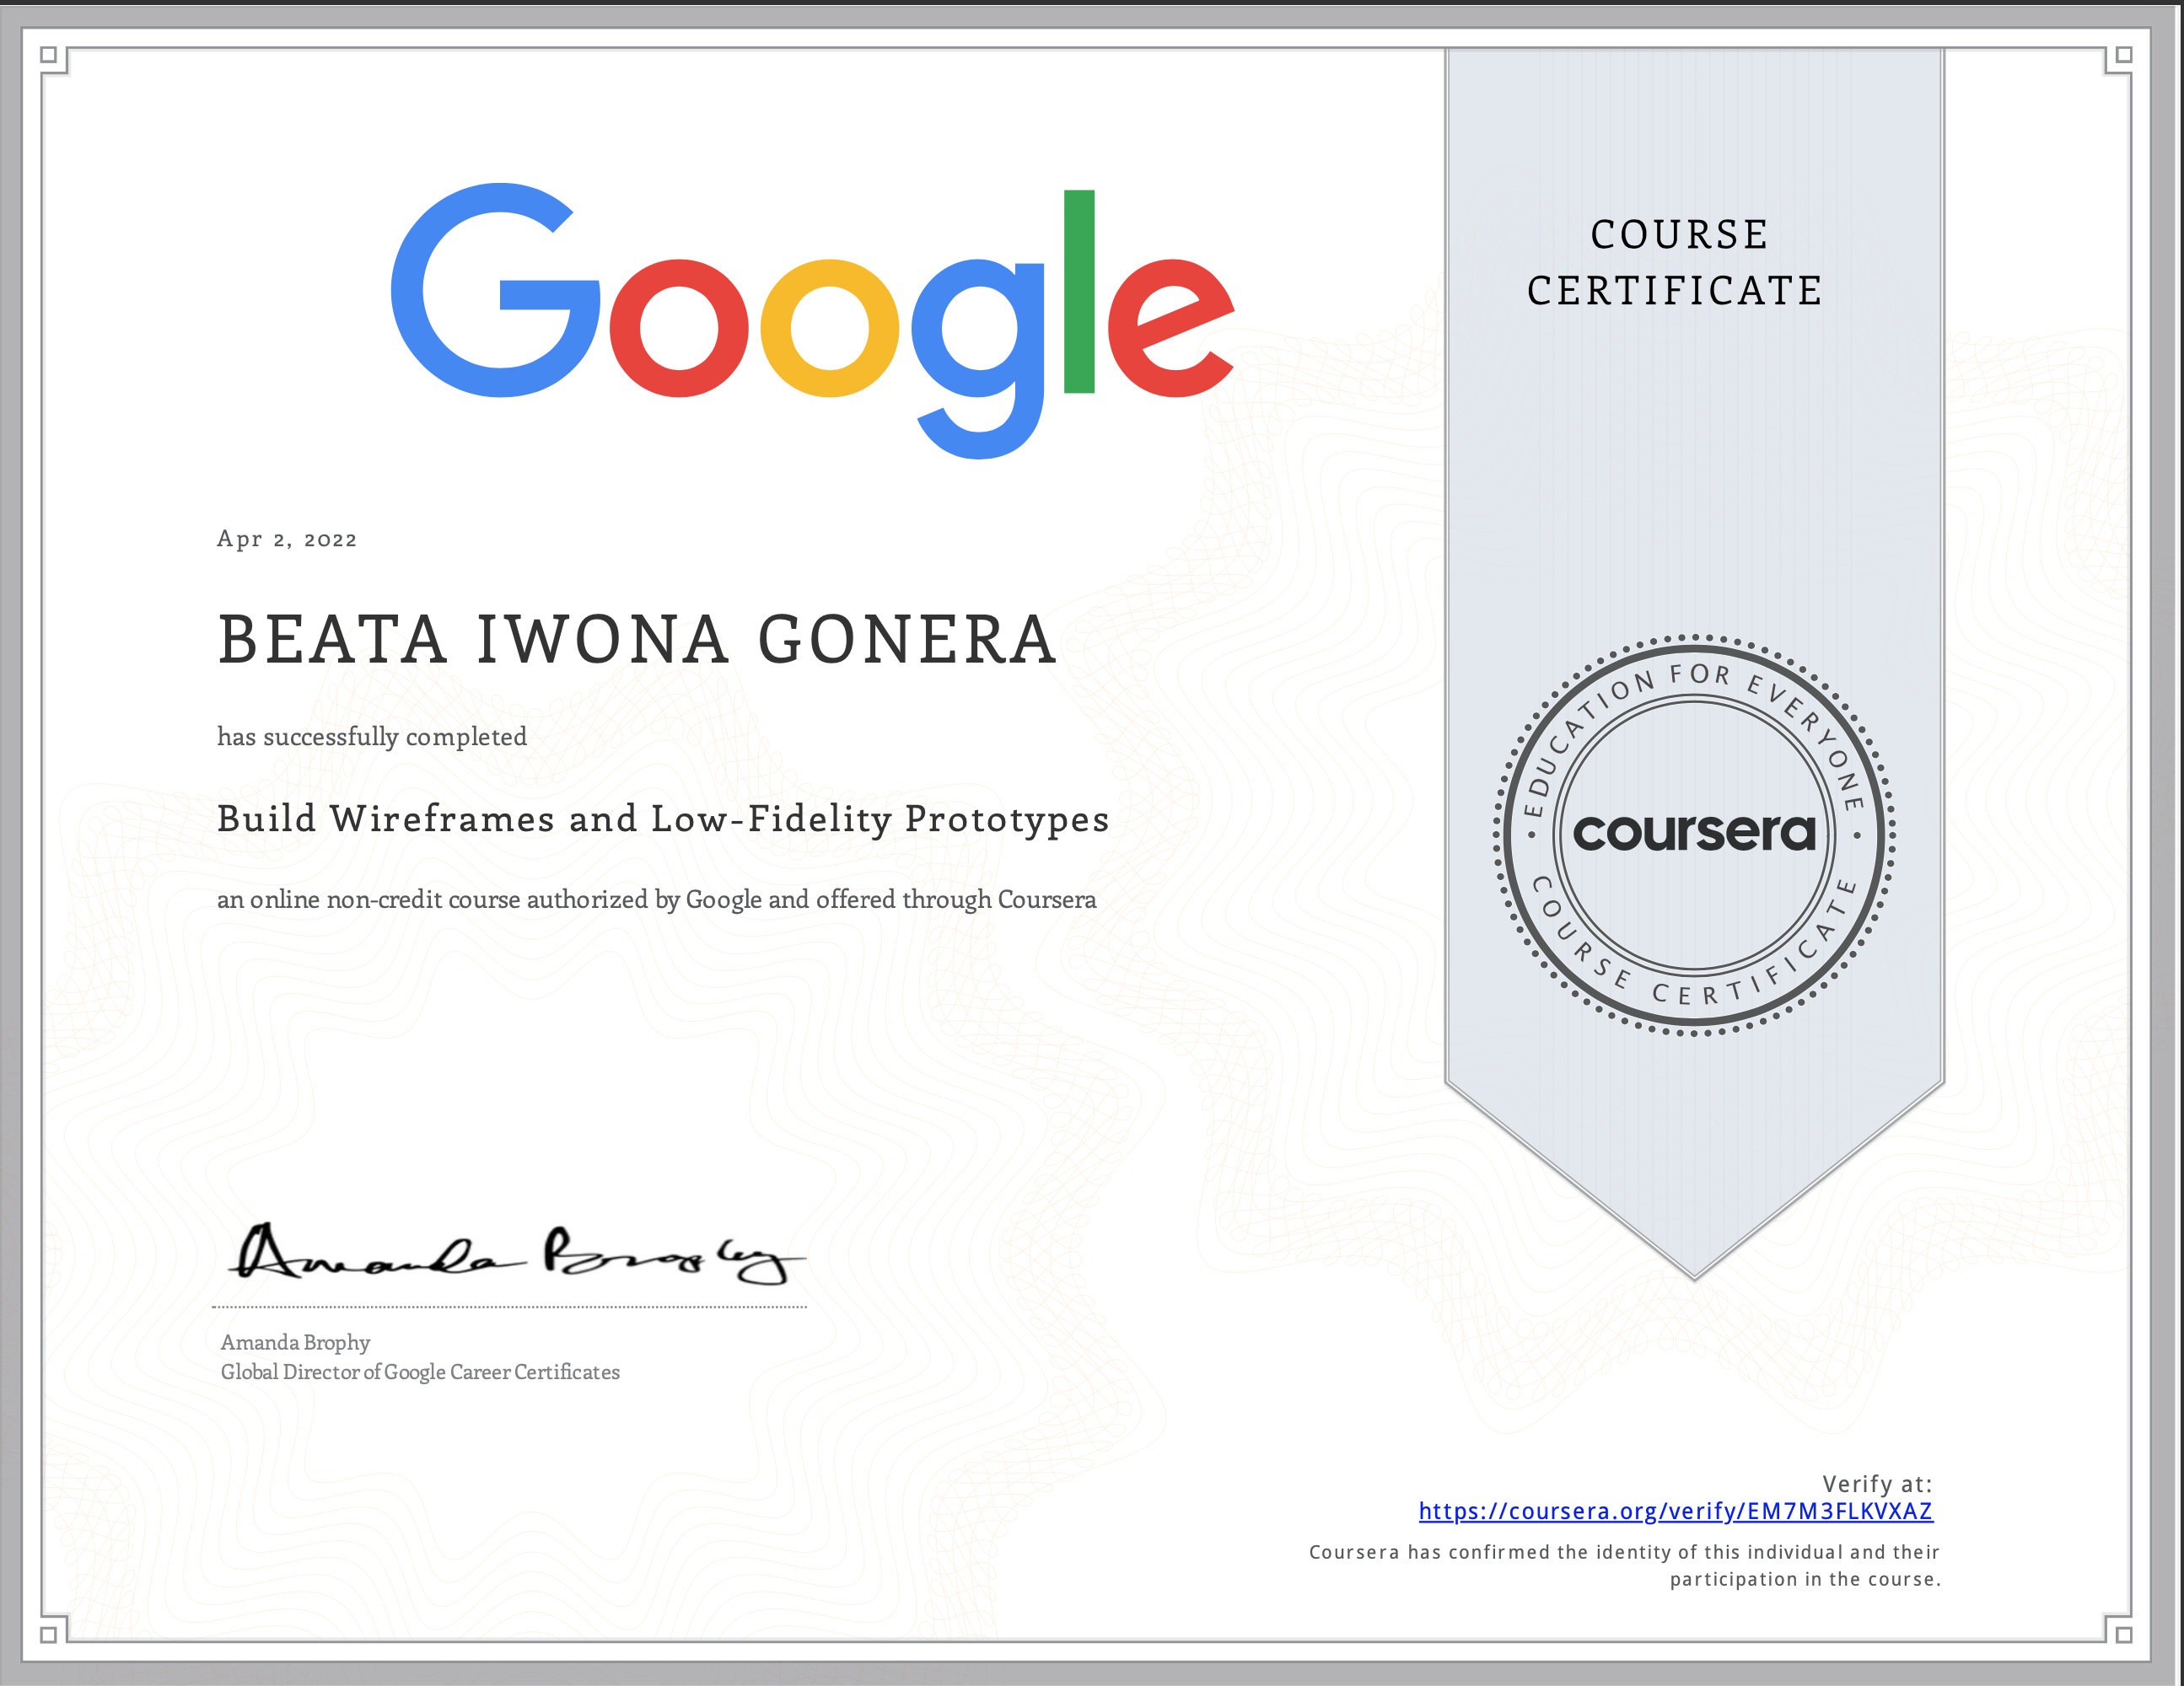 Google
COURSE
CERTIFICATE
Apr 2, 2022
BEATA IWONA GONERA
has successfully completed
Build Wireframes and Low-Fidelity Prototypes
an online non-credit course authorized by Google and offered through Coursera
EDUCATION FOR EVERYONE
coursera
COURSE CERTIFICATE
Amanda Brophy
Amanda Brophy
Global Director of Google Career Certificates
Verify at:
https://coursera.org/verify/EM7M3FLKVXAZ
Coursera has confirmed the identity of this individual and their
participation in the course.